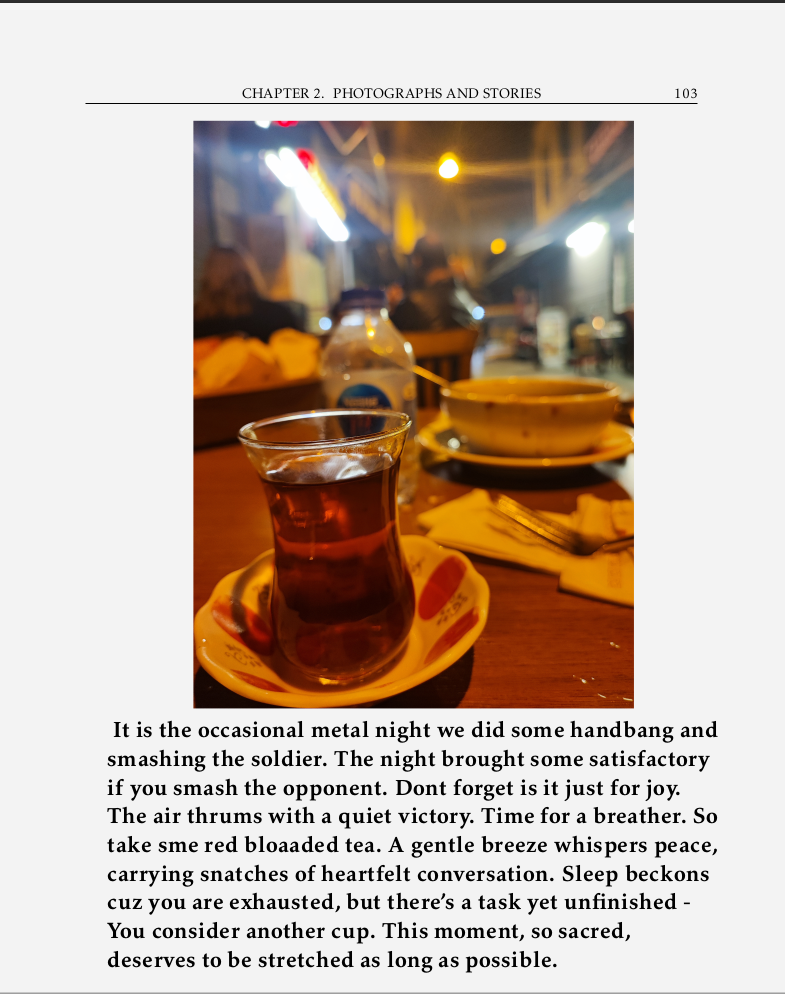 CHAPTER 2. PHOTOGRAPHS AND STORIES 103
It is the occasional metal night we did some handbang and
smashing the soldier. The night brought some satisfactory
if you smash the opponent. Dont forget is it just for joy.
The air thrums with a quiet victory. Time for a breather. So
take sme red bloaaded tea. A gentle breeze whispers peace,
carrying snatches of heartfelt conversation. Sleep beckons
cuz you are exhausted, but there's a task yet unfinished -
You consider another cup. This moment, so sacred,
deserves to be stretched as long as possible.